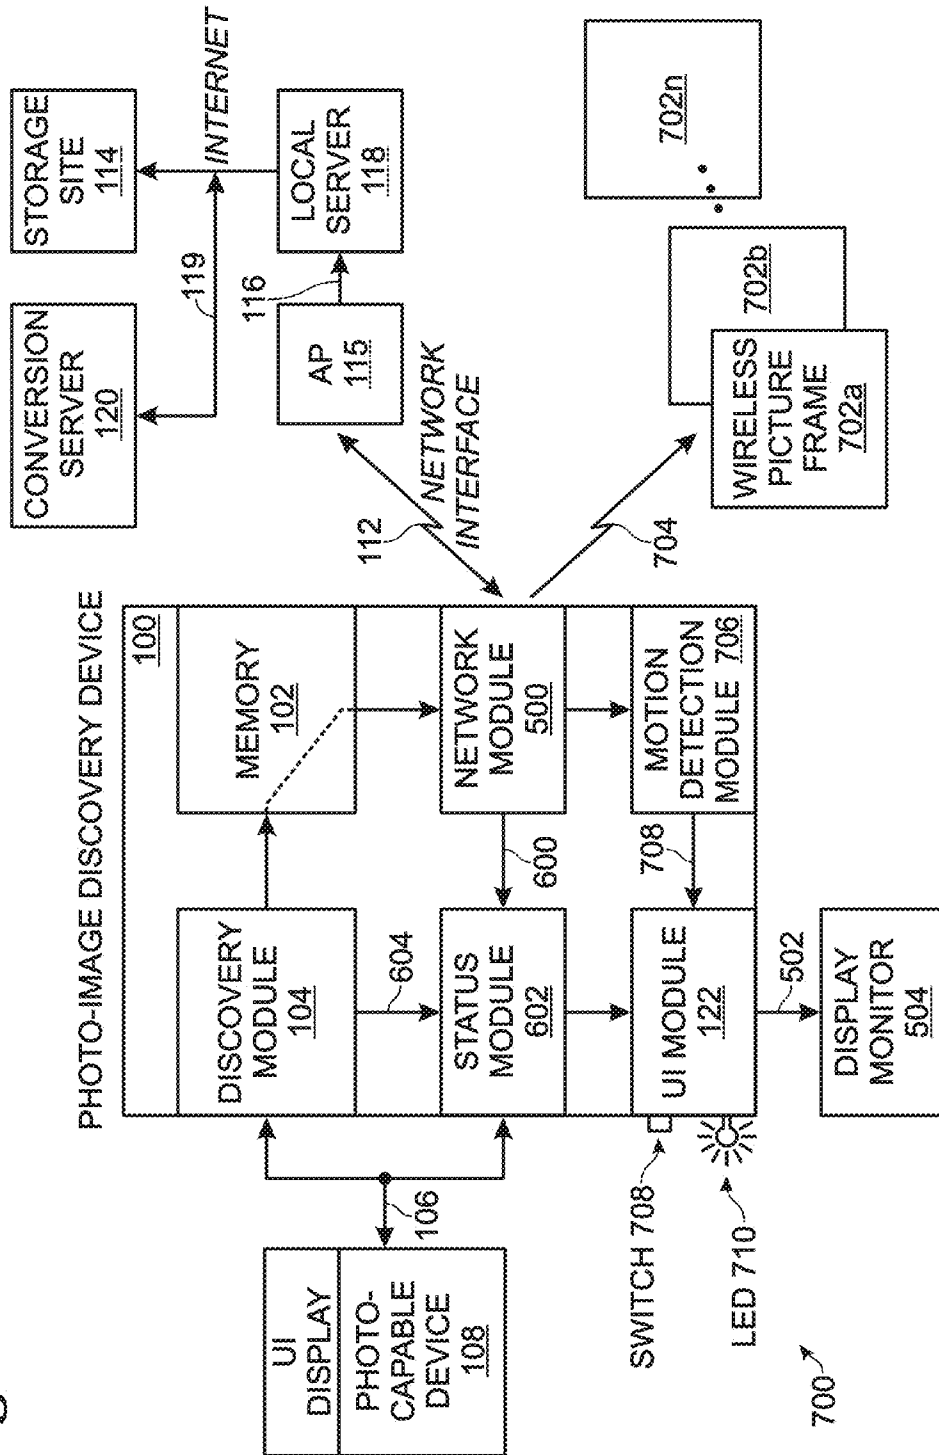 PHOTO-IMAGE DISCOVERY DEVICE
100
UI
DISPLAY
PHOTO-
CAPABLE
DEVICE
108
106
DISCOVERY
MODULE
104
MEMORY
102
604
STATUS
MODULE
602
600
NETWORK
MODULE
500
UI MODULE
122
708
MOTION
DETECTION
MODULE 706
SWITCH 708
LED 710
502
DISPLAY
MONITOR
504
700
112
NETWORK
INTERFACE
704
CONVERSION
SERVER
120
STORAGE
SITE
114
119
INTERNET
AP
115
116
LOCAL
SERVER
118
WIRELESS
PICTURE
FRAME
702a
702b
702n